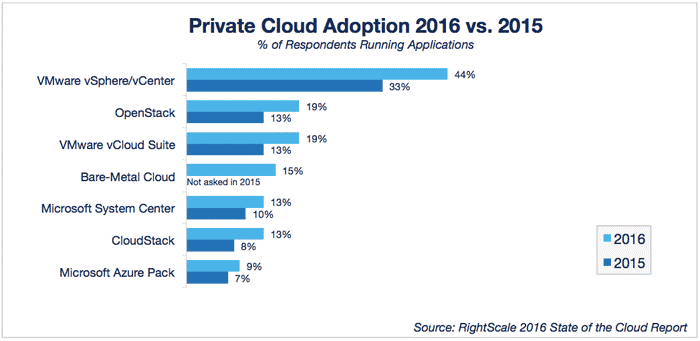 Private Cloud Adoption 2016 vs. 2015
% of Respondents Running Applications
VMware vSphere/vCenter
44%
33%
OpenStack
19%
13%
VMware vCloud Suite
19%
13%
Bare-Metal Cloud
15%
Not asked in 2015
Microsoft System Center
13%
10%
CloudStack
13%
8%
Microsoft Azure Pack
9%
7%
2016
2015
Source: RightScale 2016 State of the Cloud Report